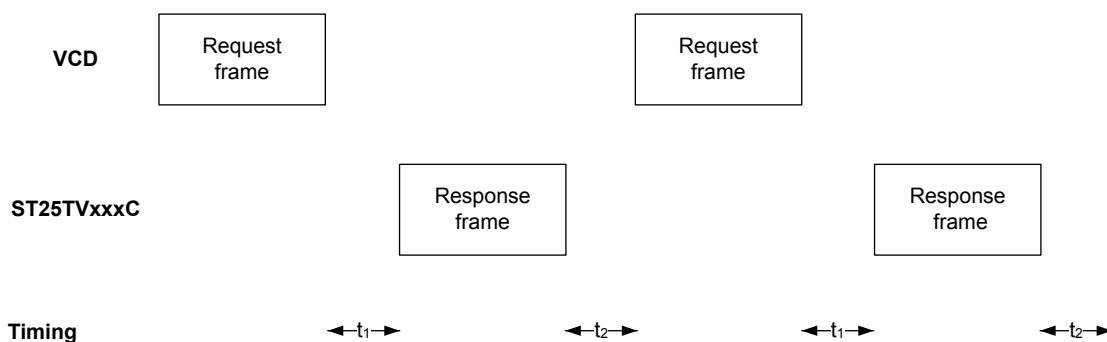 VCD
Request
frame
Request
frame
ST25TVxxxC
Response
frame
Response
frame
Timing
t1
t2
t1
t2